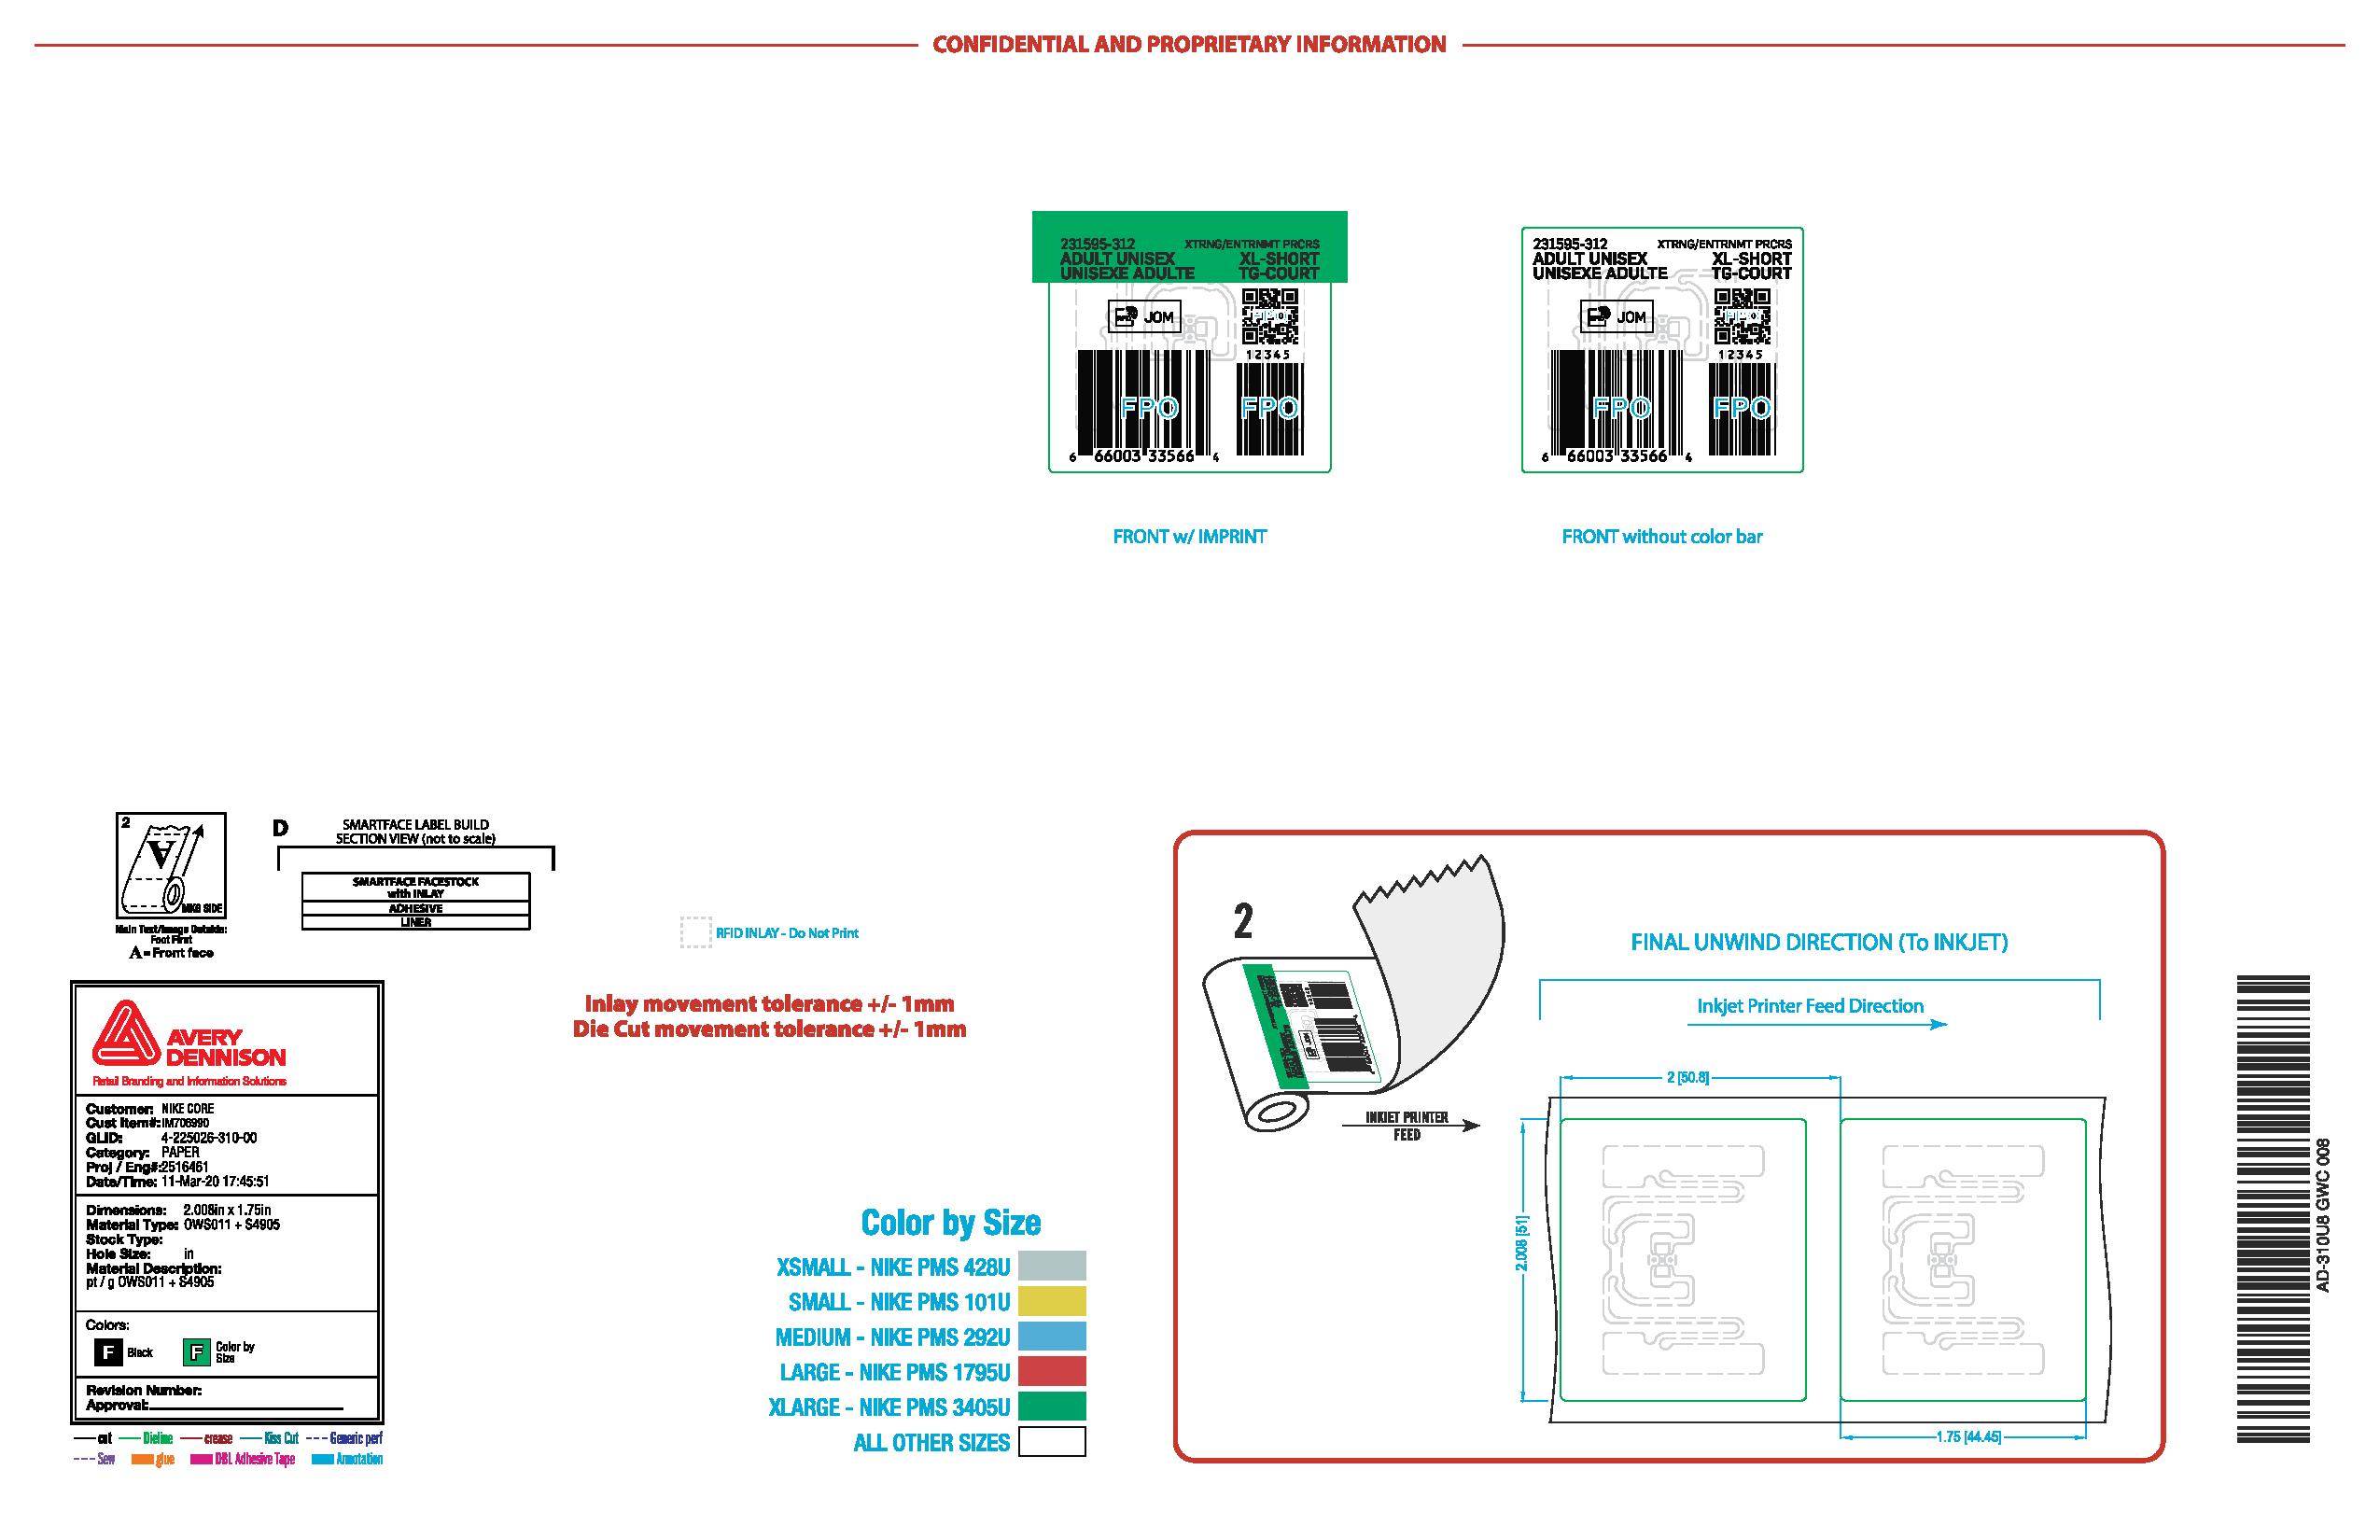 CONFIDENTIAL AND PROPRIETARY INFORMATION
231595-312 XTRNG/ENTRNMT PRCRS
ADULT UNISEX XL-SHORT
UNISEXE ADULTE TG-COURT
JOM
FPO
12345
FPO FPO
6 66003 33566 4
FRONT w/ IMPRINT
231595-312 XTRNG/ENTRNMT PRCRS
ADULT UNISEX XL-SHORT
UNISEXE ADULTE TG-COURT
JOM
FPO
12345
FPO FPO
6 66003 33566 4
FRONT without color bar
2
A
MKG SIDE
Main Text/Image Outside:
Foot First
A = Front face
D
SMARTFACE LABEL BUILD
SECTION VIEW (not to scale)
SMARTFACE FACESTOCK
with INLAY
ADHESIVE
LINER
RFID INLAY - Do Not Print
Inlay movement tolerance +/- 1mm
Die Cut movement tolerance +/- 1mm
AVERY
DENNISON
Retail Branding and Information Solutions
Customer: NIKE CORE
Cust Item#: IM706990
GLID: 4-225026-310-00
Category: PAPER
Proj / Eng#: 2516461
Date/Time: 11-Mar-20 17:45:51
Dimensions: 2.008in x 1.75in
Material Type: OWS011 + S4905
Stock Type:
Hole Size: in
Material Description:
pt / g OWS011 + S4905
Colors:
F Black F Color by
Size
Revision Number:
Approval:
cut Dieline crease Kiss Cut Generic perf
Sew glue DBL Adhesive Tape Annotation
Color by Size
XSMALL - NIKE PMS 428U
SMALL - NIKE PMS 101U
MEDIUM - NIKE PMS 292U
LARGE - NIKE PMS 1795U
XLARGE - NIKE PMS 3405U
ALL OTHER SIZES
2
JOM
INKJET PRINTER
FEED
FINAL UNWIND DIRECTION (To INKJET)
Inkjet Printer Feed Direction
2 [50.8]
2.008 [51]
1.75 [44.45]
AD-310U8 GWC 008